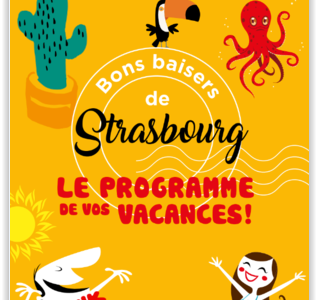 Bons baisers
de
Strasbourg
LE PROGRAMME
DE VOS VACANCES!